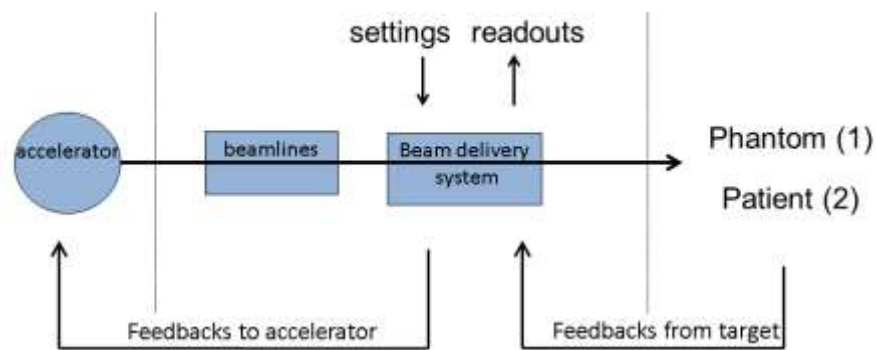 settings readouts
accelerator
beamlines
Beam delivery
system
Phantom (1)
Patient (2)
Feedbacks to accelerator
Feedbacks from target